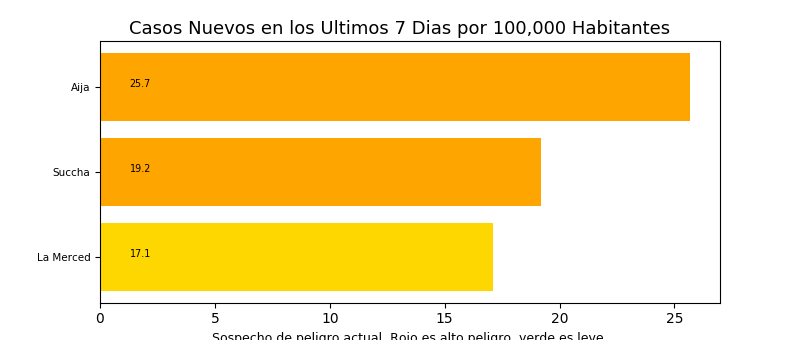 Casos Nuevos en los Ultimos 7 Dias por 100,000 Habitantes
Aija
25.7
Succha
19.2
La Merced
17.1
0 5 10 15 20 25
Sospecho de peligro actual. Rojo es alto peligro, verde es leve